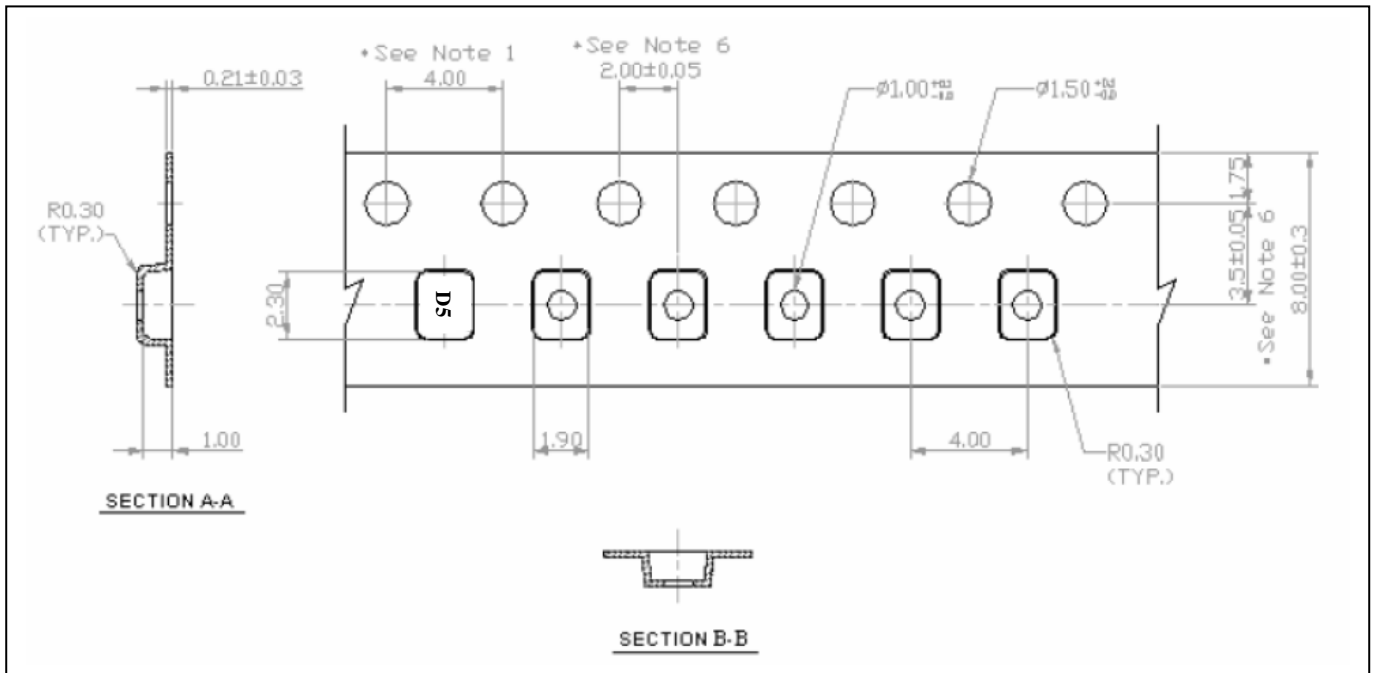 *See Note 1
4.00
*See Note 6
2.00±0.05
0.21±0.03
Ø1.00
Ø1.50
R0.30
(TYP.)
2.30
D5
1.75
3.5±0.05
*See Note 6
8.00±0.3
1.00
1.90
4.00
R0.30
(TYP.)
SECTION A-A
SECTION B-B